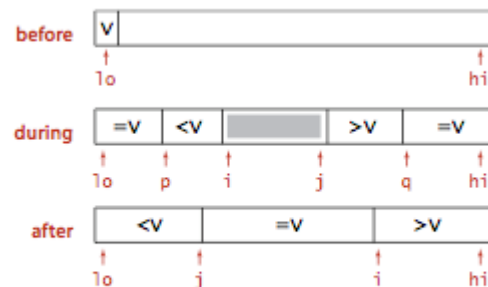 before v
lo hi
during =v <v >v =v
lo p i j q hi
after <v =v >v
lo j i hi